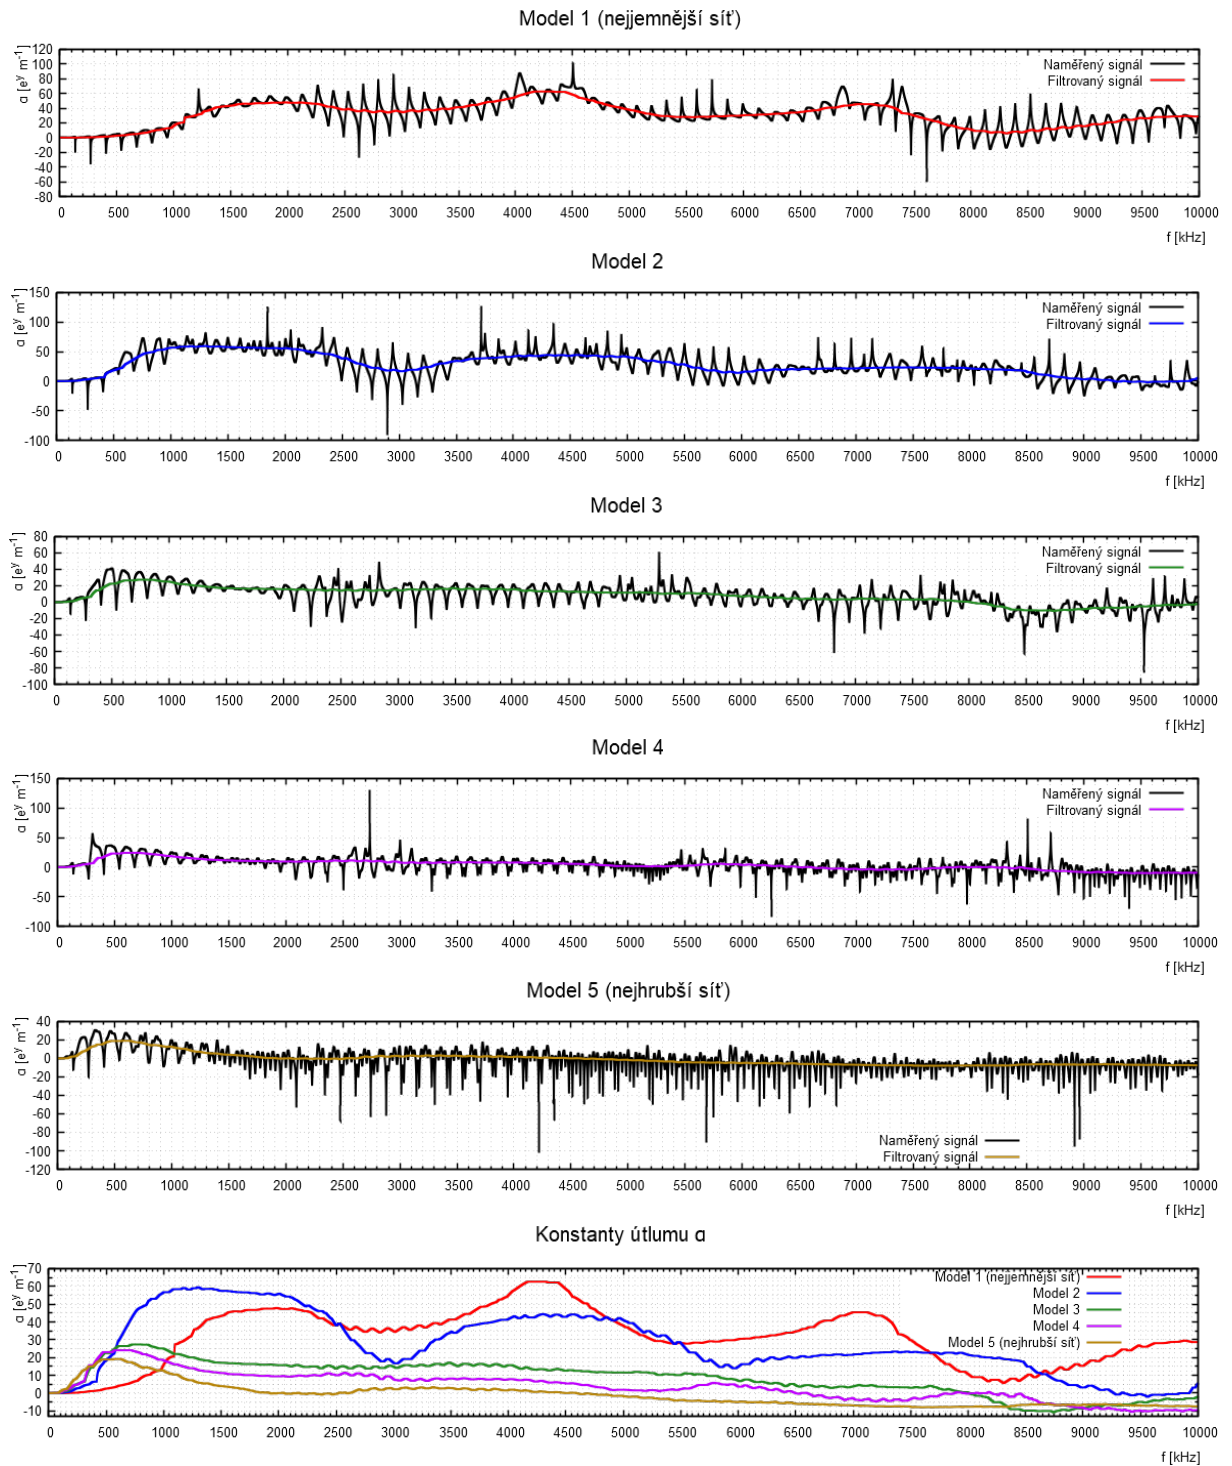 Model 1 (nejjemnější síť)
α [eʸ m⁻¹]
120
100
80
60
40
20
0
-20
-40
-60
-80
Naměřený signál
Filtrovaný signál
0 500 1000 1500 2000 2500 3000 3500 4000 4500 5000 5500 6000 6500 7000 7500 8000 8500 9000 9500 10000
f [kHz]
Model 2
α [eʸ m⁻¹]
150
100
50
0
-50
-100
Naměřený signál
Filtrovaný signál
0 500 1000 1500 2000 2500 3000 3500 4000 4500 5000 5500 6000 6500 7000 7500 8000 8500 9000 9500 10000
f [kHz]
Model 3
α [eʸ m⁻¹]
80
60
40
20
0
-20
-40
-60
-80
-100
Naměřený signál
Filtrovaný signál
0 500 1000 1500 2000 2500 3000 3500 4000 4500 5000 5500 6000 6500 7000 7500 8000 8500 9000 9500 10000
f [kHz]
Model 4
α [eʸ m⁻¹]
150
100
50
0
-50
-100
Naměřený signál
Filtrovaný signál
0 500 1000 1500 2000 2500 3000 3500 4000 4500 5000 5500 6000 6500 7000 7500 8000 8500 9000 9500 10000
f [kHz]
Model 5 (nejhrubší síť)
α [eʸ m⁻¹]
40
20
0
-20
-40
-60
-80
-100
-120
Naměřený signál
Filtrovaný signál
0 500 1000 1500 2000 2500 3000 3500 4000 4500 5000 5500 6000 6500 7000 7500 8000 8500 9000 9500 10000
f [kHz]
Konstanty útlumu α
α [eʸ m⁻¹]
70
60
50
40
30
20
10
0
-10
Model 1 (nejjemnější síť)
Model 2
Model 3
Model 4
Model 5 (nejhrubší síť)
0 500 1000 1500 2000 2500 3000 3500 4000 4500 5000 5500 6000 6500 7000 7500 8000 8500 9000 9500 10000
f [kHz]